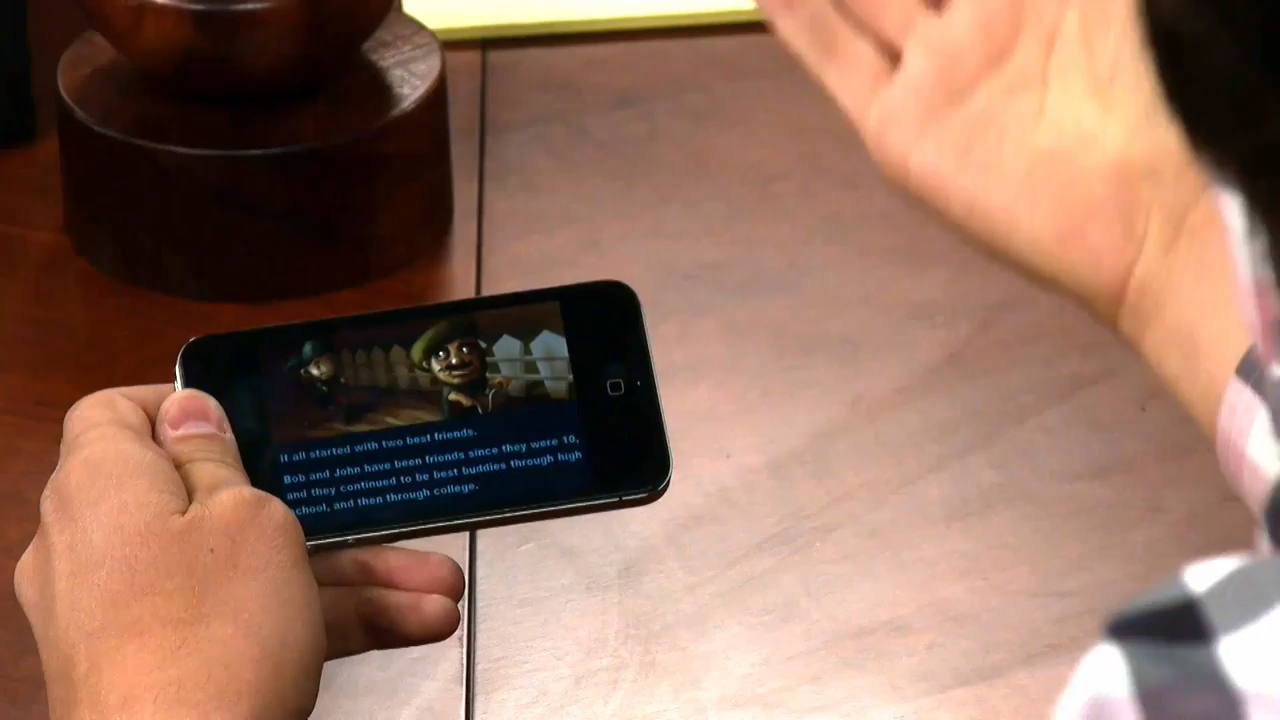 It all started with two best friends.
Bob and John have been friends since they were 10,
and they continued to be best buddies through high
school, and then through college.